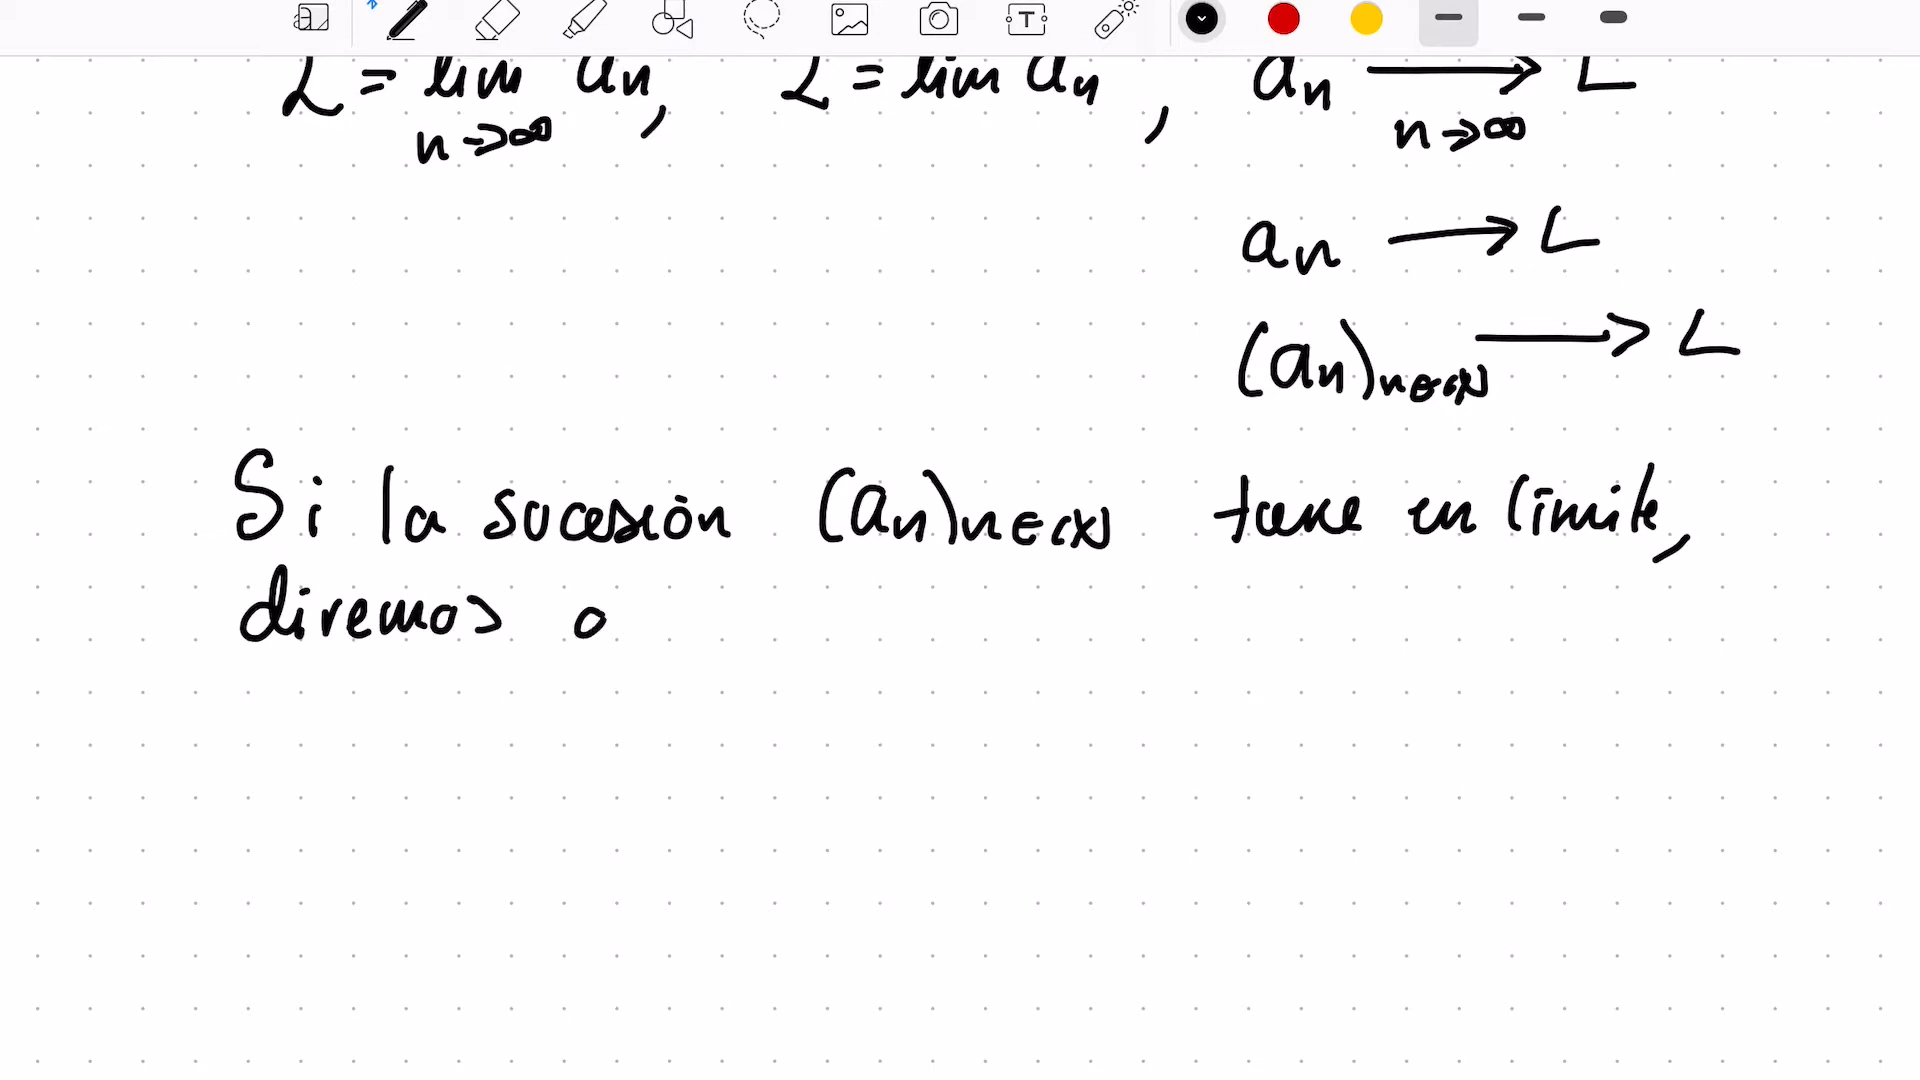 L = lim an, L = lim an, an → L
n→∞ n→∞
an → L
(an)n∈ℕ → L
Si la sucesión (an)n∈ℕ tiene un límite,
diremos q